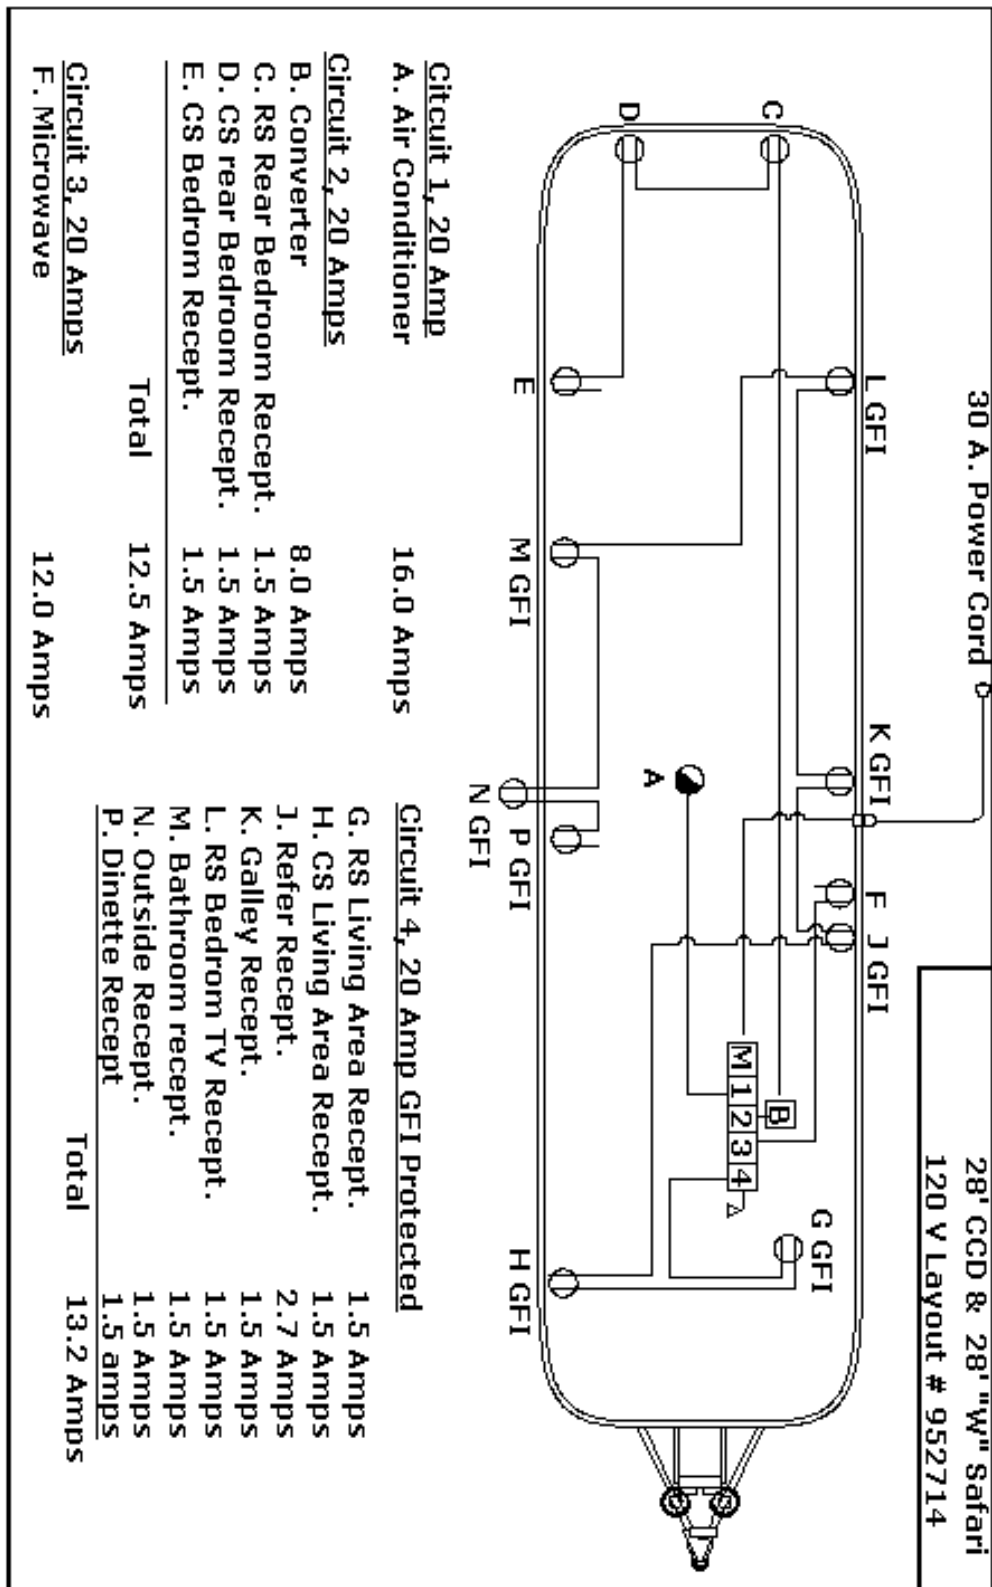 28' CCD & 28' "W" Safari
120 V Layout # 952714
30 A. Power Cord
L GFI
K GFI
F
J GFI
G GFI
C
D
B
M 1 2 3 4
A
E
M GFI
N GFI
P GFI
H GFI
Citcuit 1, 20 Amp
A. Air Conditioner 16.0 Amps
Circuit 2, 20 Amps
B. Converter 8.0 Amps
C. RS Rear Bedroom Recept. 1.5 Amps
D. CS rear Bedroom Recept. 1.5 Amps
E. CS Bedrom Recept. 1.5 Amps
Total 12.5 Amps
Circuit 3, 20 Amps
F. Microwave 12.0 Amps
Circuit 4, 20 Amp GFI Protected
G. RS Living Area Recept. 1.5 Amps
H. CS Living Area Recept. 1.5 Amps
J. Refer Recept. 2.7 Amps
K. Galley Recept. 1.5 Amps
L. RS Bedrom TV Recept. 1.5 Amps
M. Bathroom recept. 1.5 Amps
N. Outside Recept. 1.5 Amps
P. Dinette Recept 1.5 amps
Total 13.2 Amps